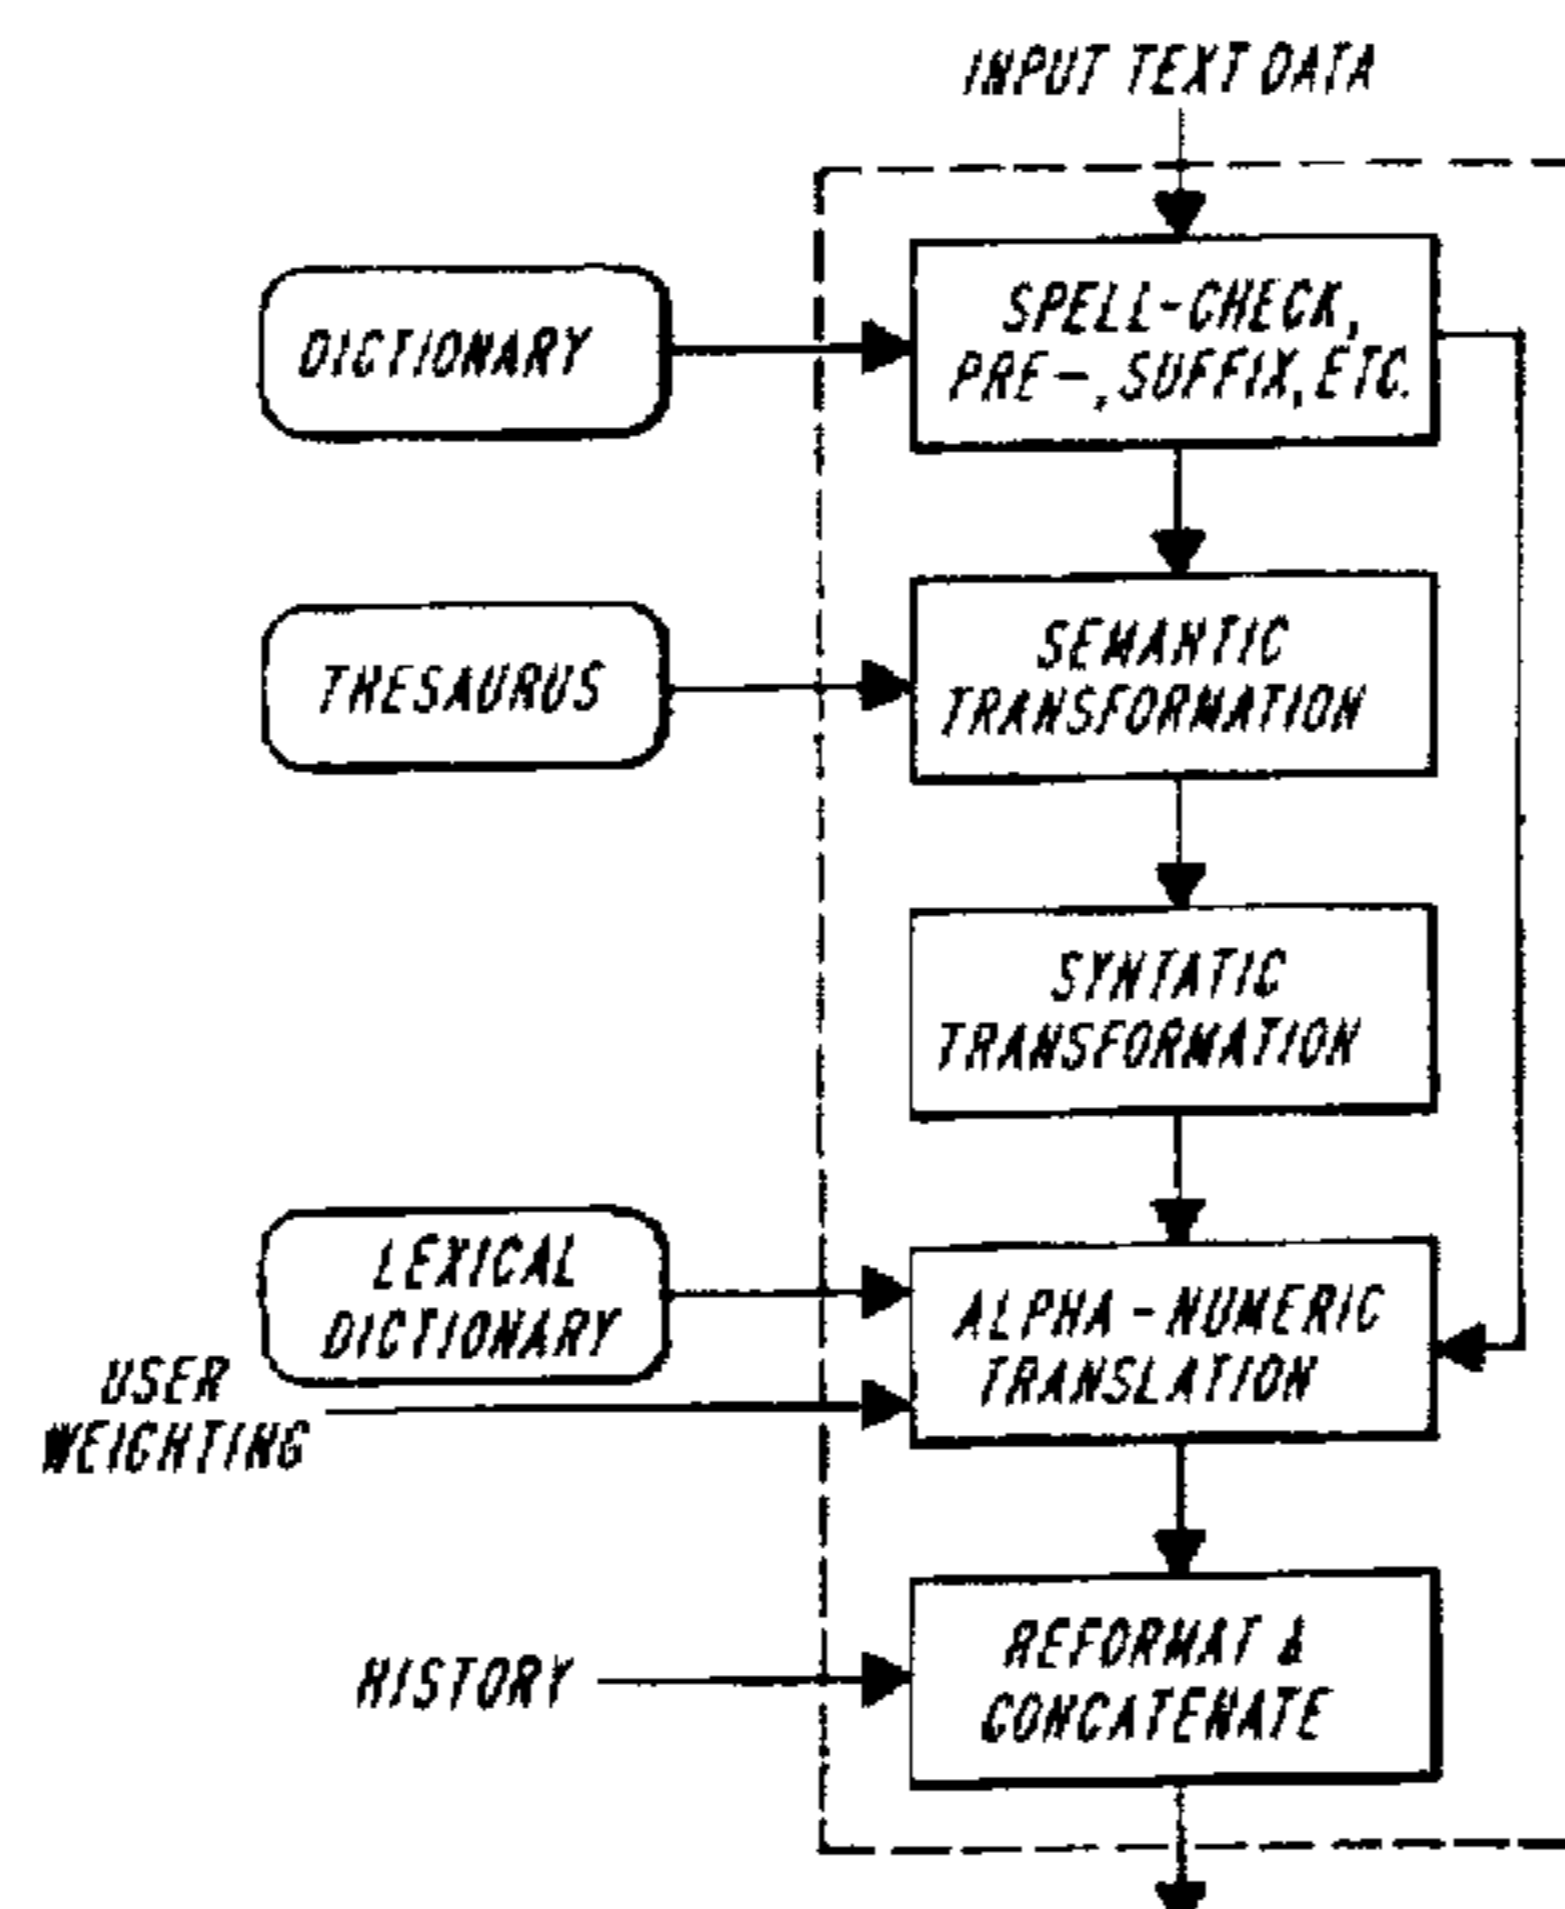 INPUT TEXT DATA
DICTIONARY
SPELL-CHECK,
PRE-, SUFFIX, ETC.
THESAURUS
SEMANTIC
TRANSFORMATION
SYNTATIC
TRANSFORMATION
LEXICAL
DICTIONARY
USER
WEIGHTING
ALPHA-NUMERIC
TRANSLATION
HISTORY
REFORMAT &
CONCATENATE